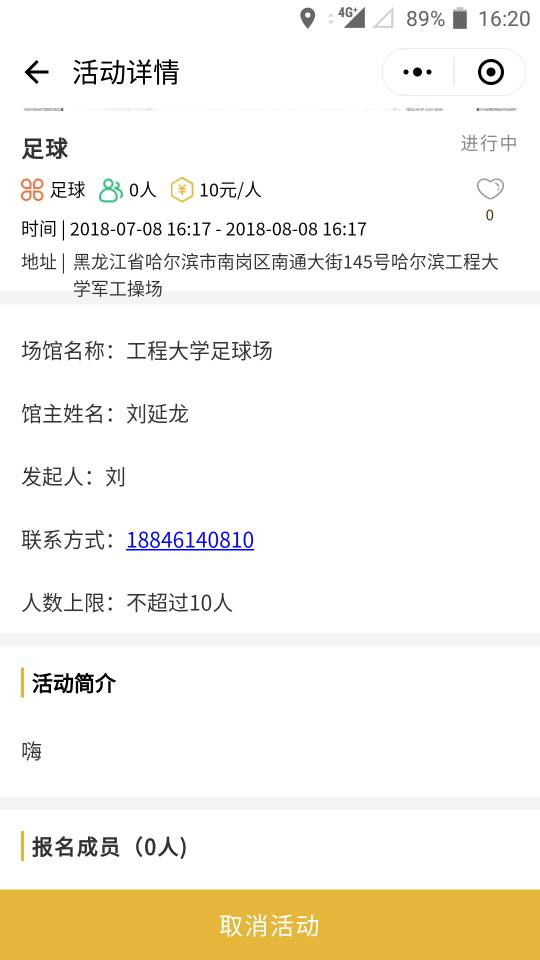 4G+ 89% 16:20
活动详情
足球
进行中
足球 0人 10元/人
0
时间 | 2018-07-08 16:17 - 2018-08-08 16:17
地址 | 黑龙江省哈尔滨市南岗区南通大街145号哈尔滨工程大
学军工操场
场馆名称：工程大学足球场
馆主姓名：刘延龙
发起人：刘
联系方式：18846140810
人数上限：不超过10人
活动简介
嗨
报名成员（0人)
取消活动